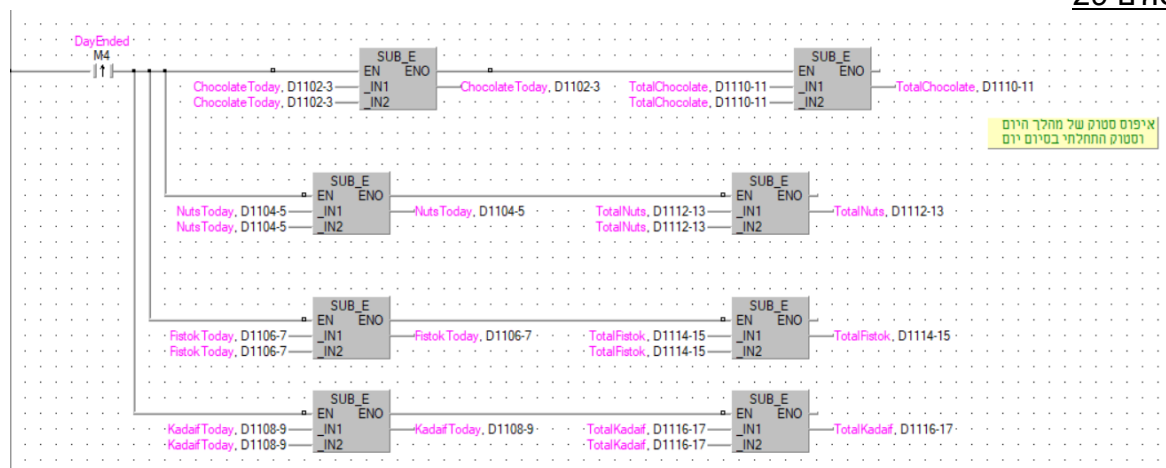 DayEnded
M4
SUB_E
EN ENO
ChocolateToday, D1102-3 _IN1 ChocolateToday, D1102-3
ChocolateToday, D1102-3 _IN2
SUB_E
EN ENO
TotalChocolate, D1110-11 _IN1 TotalChocolate, D1110-11
TotalChocolate, D1110-11 _IN2
איפוס סטוק של מהלך היום
וסטוק התחלתי בסיום יום
SUB_E
EN ENO
NutsToday, D1104-5 _IN1 NutsToday, D1104-5
NutsToday, D1104-5 _IN2
SUB_E
EN ENO
TotalNuts, D1112-13 _IN1 TotalNuts, D1112-13
TotalNuts, D1112-13 _IN2
SUB_E
EN ENO
FistokToday, D1106-7 _IN1 FistokToday, D1106-7
FistokToday, D1106-7 _IN2
SUB_E
EN ENO
TotalFistok, D1114-15 _IN1 TotalFistok, D1114-15
TotalFistok, D1114-15 _IN2
SUB_E
EN ENO
KadaifToday, D1108-9 _IN1 KadaifToday, D1108-9
KadaifToday, D1108-9 _IN2
SUB_E
EN ENO
TotalKadaif, D1116-17 _IN1 TotalKadaif, D1116-17
TotalKadaif, D1116-17 _IN2